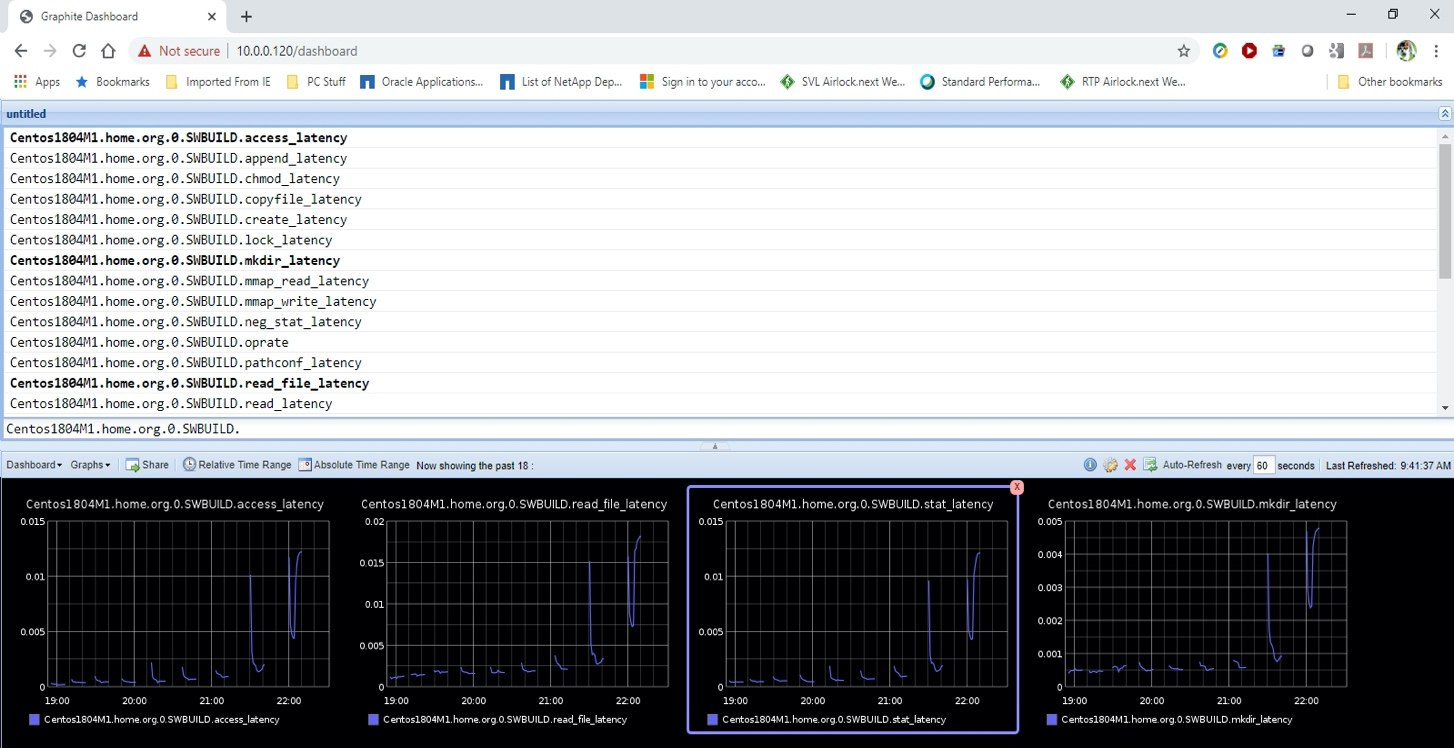 Graphite Dashboard
Not secure | 10.0.0.120/dashboard
Apps Bookmarks Imported From IE PC Stuff Oracle Applications... List of NetApp Dep... Sign in to your acco... SVL Airlock.next We... Standard Performa... RTP Airlock.next We... Other bookmarks
untitled
Centos1804M1.home.org.0.SWBUILD.access_latency
Centos1804M1.home.org.0.SWBUILD.append_latency
Centos1804M1.home.org.0.SWBUILD.chmod_latency
Centos1804M1.home.org.0.SWBUILD.copyfile_latency
Centos1804M1.home.org.0.SWBUILD.create_latency
Centos1804M1.home.org.0.SWBUILD.lock_latency
Centos1804M1.home.org.0.SWBUILD.mkdir_latency
Centos1804M1.home.org.0.SWBUILD.mmap_read_latency
Centos1804M1.home.org.0.SWBUILD.mmap_write_latency
Centos1804M1.home.org.0.SWBUILD.neg_stat_latency
Centos1804M1.home.org.0.SWBUILD.oprate
Centos1804M1.home.org.0.SWBUILD.pathconf_latency
Centos1804M1.home.org.0.SWBUILD.read_file_latency
Centos1804M1.home.org.0.SWBUILD.read_latency
Centos1804M1.home.org.0.SWBUILD.
Dashboard Graphs Share Relative Time Range Absolute Time Range Now showing the past 18 : Auto-Refresh every 60 seconds Last Refreshed: 9:41:37 AM
Centos1804M1.home.org.0.SWBUILD.access_latency
0.015
0.01
0.005
0
19:00 20:00 21:00 22:00
Centos1804M1.home.org.0.SWBUILD.access_latency
Centos1804M1.home.org.0.SWBUILD.read_file_latency
0.02
0.015
0.01
0.005
0
19:00 20:00 21:00 22:00
Centos1804M1.home.org.0.SWBUILD.read_file_latency
X
Centos1804M1.home.org.0.SWBUILD.stat_latency
0.015
0.01
0.005
0
19:00 20:00 21:00 22:00
Centos1804M1.home.org.0.SWBUILD.stat_latency
Centos1804M1.home.org.0.SWBUILD.mkdir_latency
0.005
0.004
0.003
0.002
0.001
0
19:00 20:00 21:00 22:00
Centos1804M1.home.org.0.SWBUILD.mkdir_latency